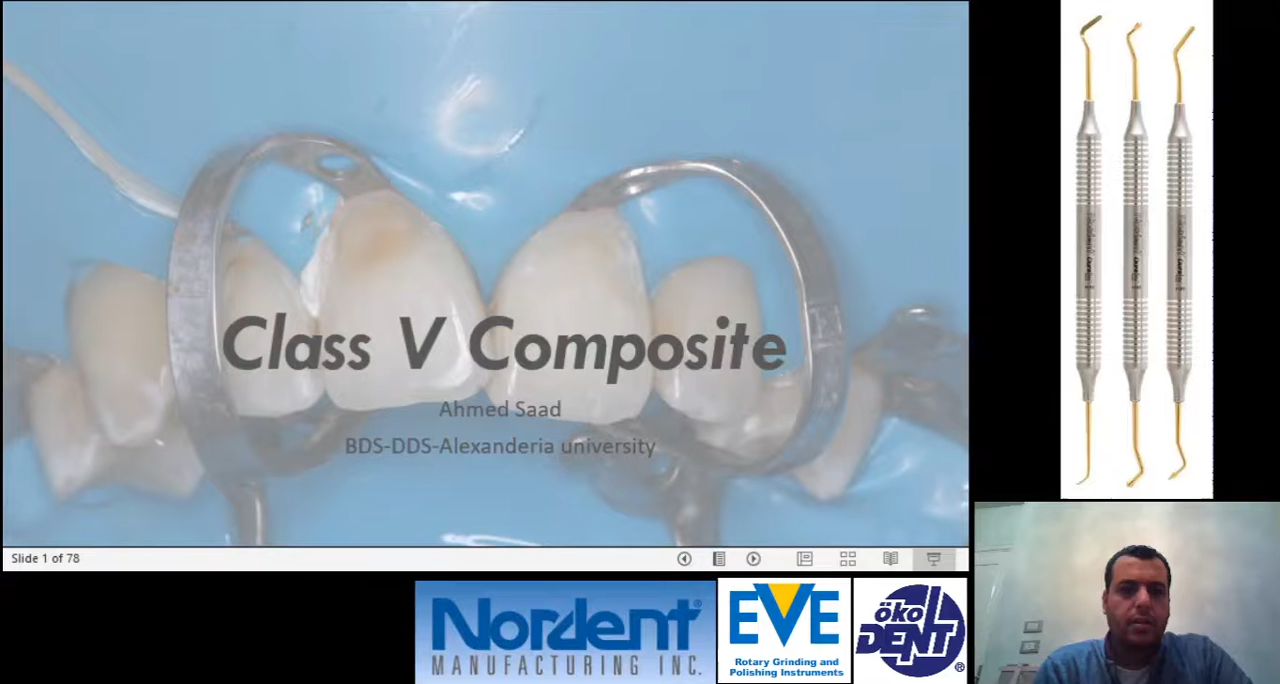 Class V Composite
Ahmed Saad
BDS-DDS-Alexanderia university
Slide 1 of 78
Nordent®
MANUFACTURING INC.
EVE
Rotary Grinding and
Polishing Instruments
öko
DENT®